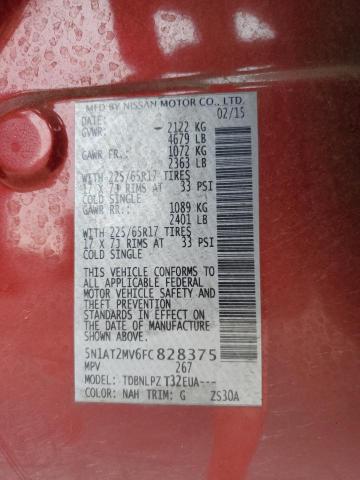 MFD BY NISSAN MOTOR CO., LTD.
DATE: 02/15
GVWR: 2122 KG
4679 LB
GAWR FR.: 1072 KG
2363 LB
WITH 225/65R17 TIRES
17 X 7J RIMS AT 33 PSI
COLD SINGLE
GAWR RR.: 1089 KG
2401 LB
WITH 225/65R17 TIRES
17 X 7J RIMS AT 33 PSI
COLD SINGLE
THIS VEHICLE CONFORMS TO
ALL APPLICABLE FEDERAL
MOTOR VEHICLE SAFETY
AND THEFT PREVENTION
STANDARDS IN EFFECT ON
THE DATE OF MANUFACTURE
SHOWN ABOVE.
5N1AT2MV6FC828375
MPV 267
MODEL: TDBNLPZ T32EUA---
COLOR: NAH TRIM: G ZS30A